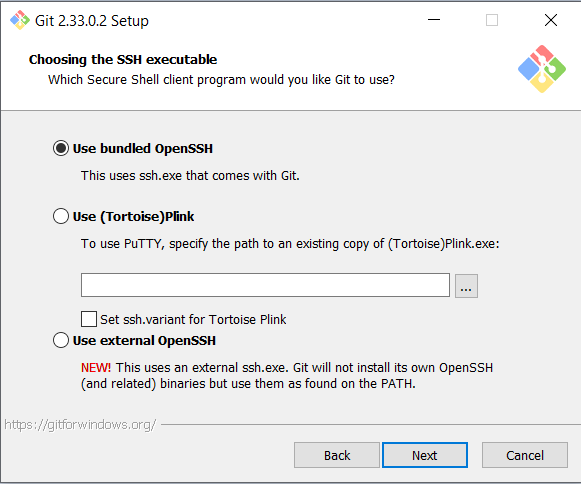 Git 2.33.0.2 Setup
Choosing the SSH executable
Which Secure Shell client program would you like Git to use?
Use bundled OpenSSH
This uses ssh.exe that comes with Git.
Use (Tortoise)Plink
To use PuTTY, specify the path to an existing copy of (Tortoise)Plink.exe:
...
Set ssh.variant for Tortoise Plink
Use external OpenSSH
NEW! This uses an external ssh.exe. Git will not install its own OpenSSH
(and related) binaries but use them as found on the PATH.
https://gitforwindows.org/
Back Next Cancel